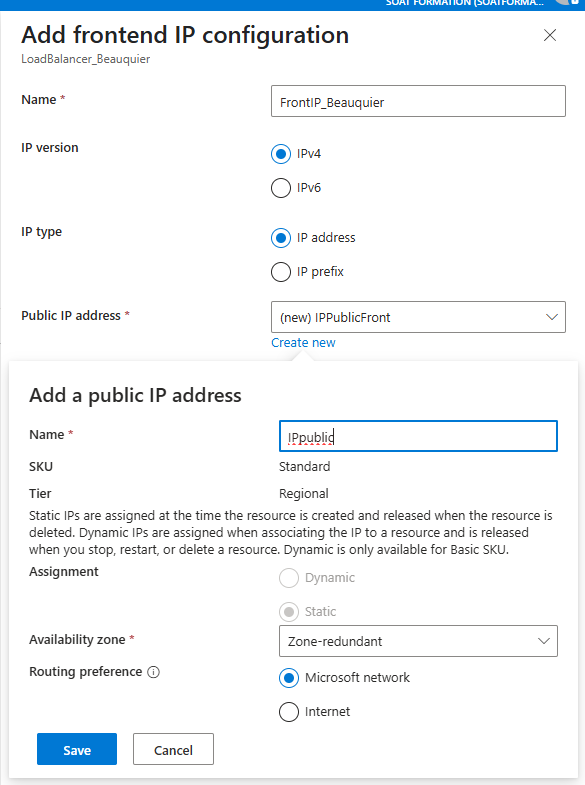 SOAT FORMATION (SOATFORMA...
Add frontend IP configuration
LoadBalancer_Beauquier
Name *
FrontIP_Beauquier
IP version
IPv4
IPv6
IP type
IP address
IP prefix
Public IP address *
(new) IPPublicFront
Create new
Add a public IP address
Name *
IPpublic
SKU
Standard
Tier
Regional
Static IPs are assigned at the time the resource is created and released when the resource is
deleted. Dynamic IPs are assigned when associating the IP to a resource and is released
when you stop, restart, or delete a resource. Dynamic is only available for Basic SKU.
Assignment
Dynamic
Static
Availability zone *
Zone-redundant
Routing preference
Microsoft network
Internet
Save
Cancel